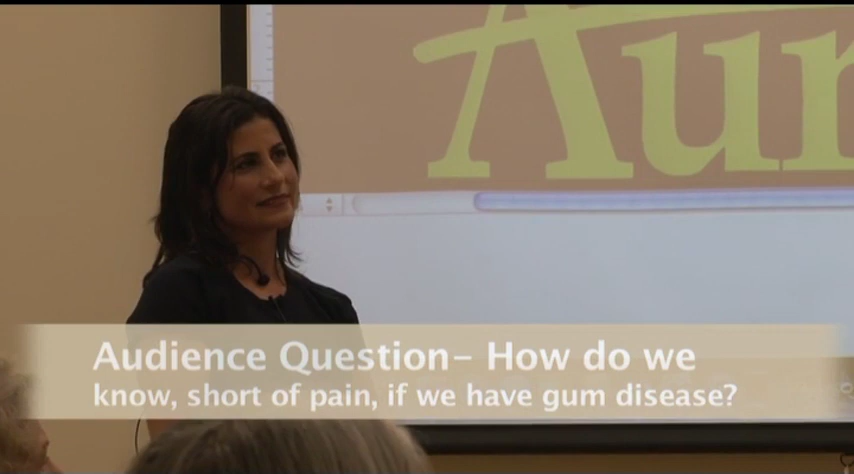 Aur
Audience Question– How do we
know, short of pain, if we have gum disease?